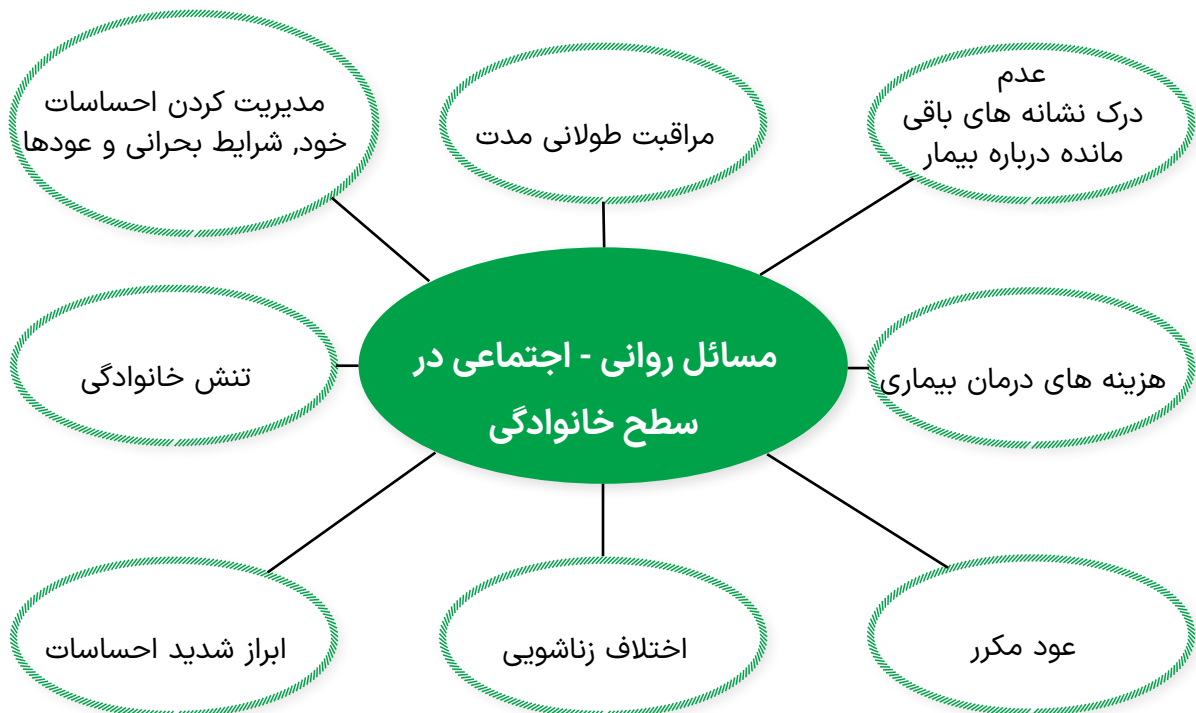 عدم
درک نشانه های باقی
مانده درباره بیمار
مراقبت طولانی مدت
مدیریت کردن احساسات
خود, شرایط بحرانی و عودها
هزینه های درمان بیماری
مسائل روانی - اجتماعی در
سطح خانوادگی
تنش خانوادگی
عود مکرر
اختلاف زناشویی
ابراز شدید احساسات